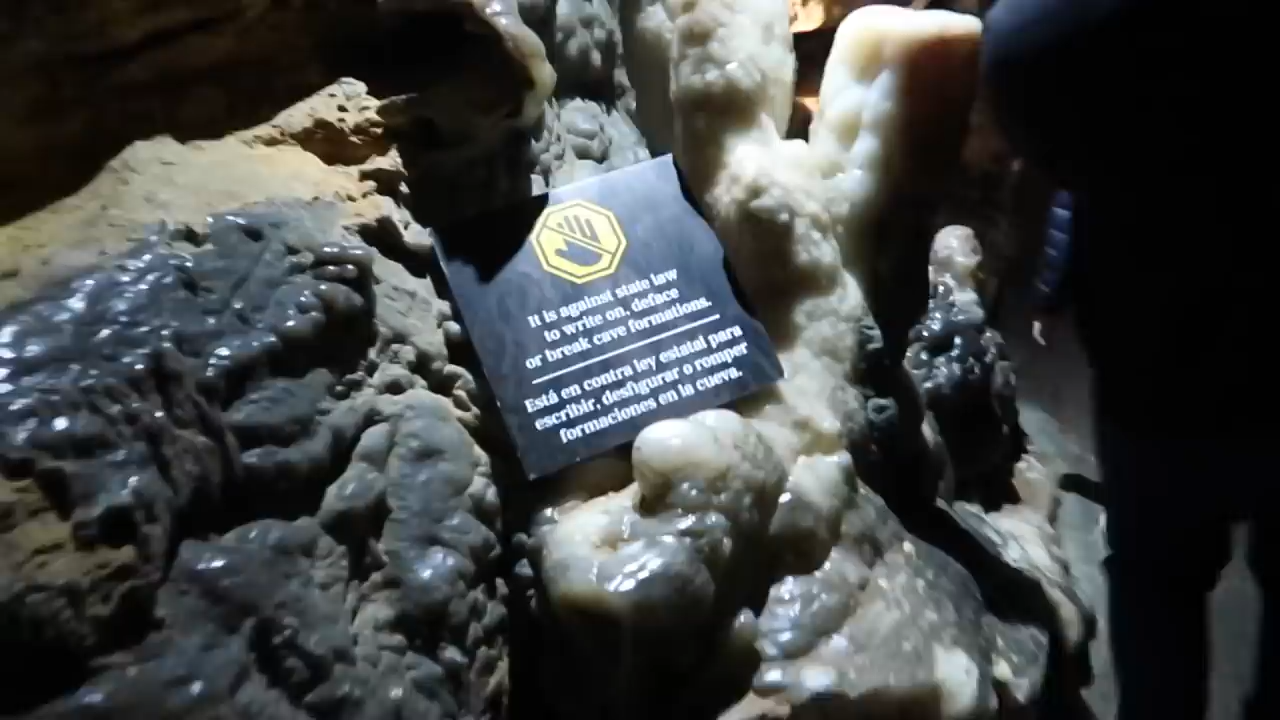 It is against state law
to write on, deface
or break cave formations.
Está en contra ley estatal para
escribir, desfigurar o romper
formaciones en la cueva.